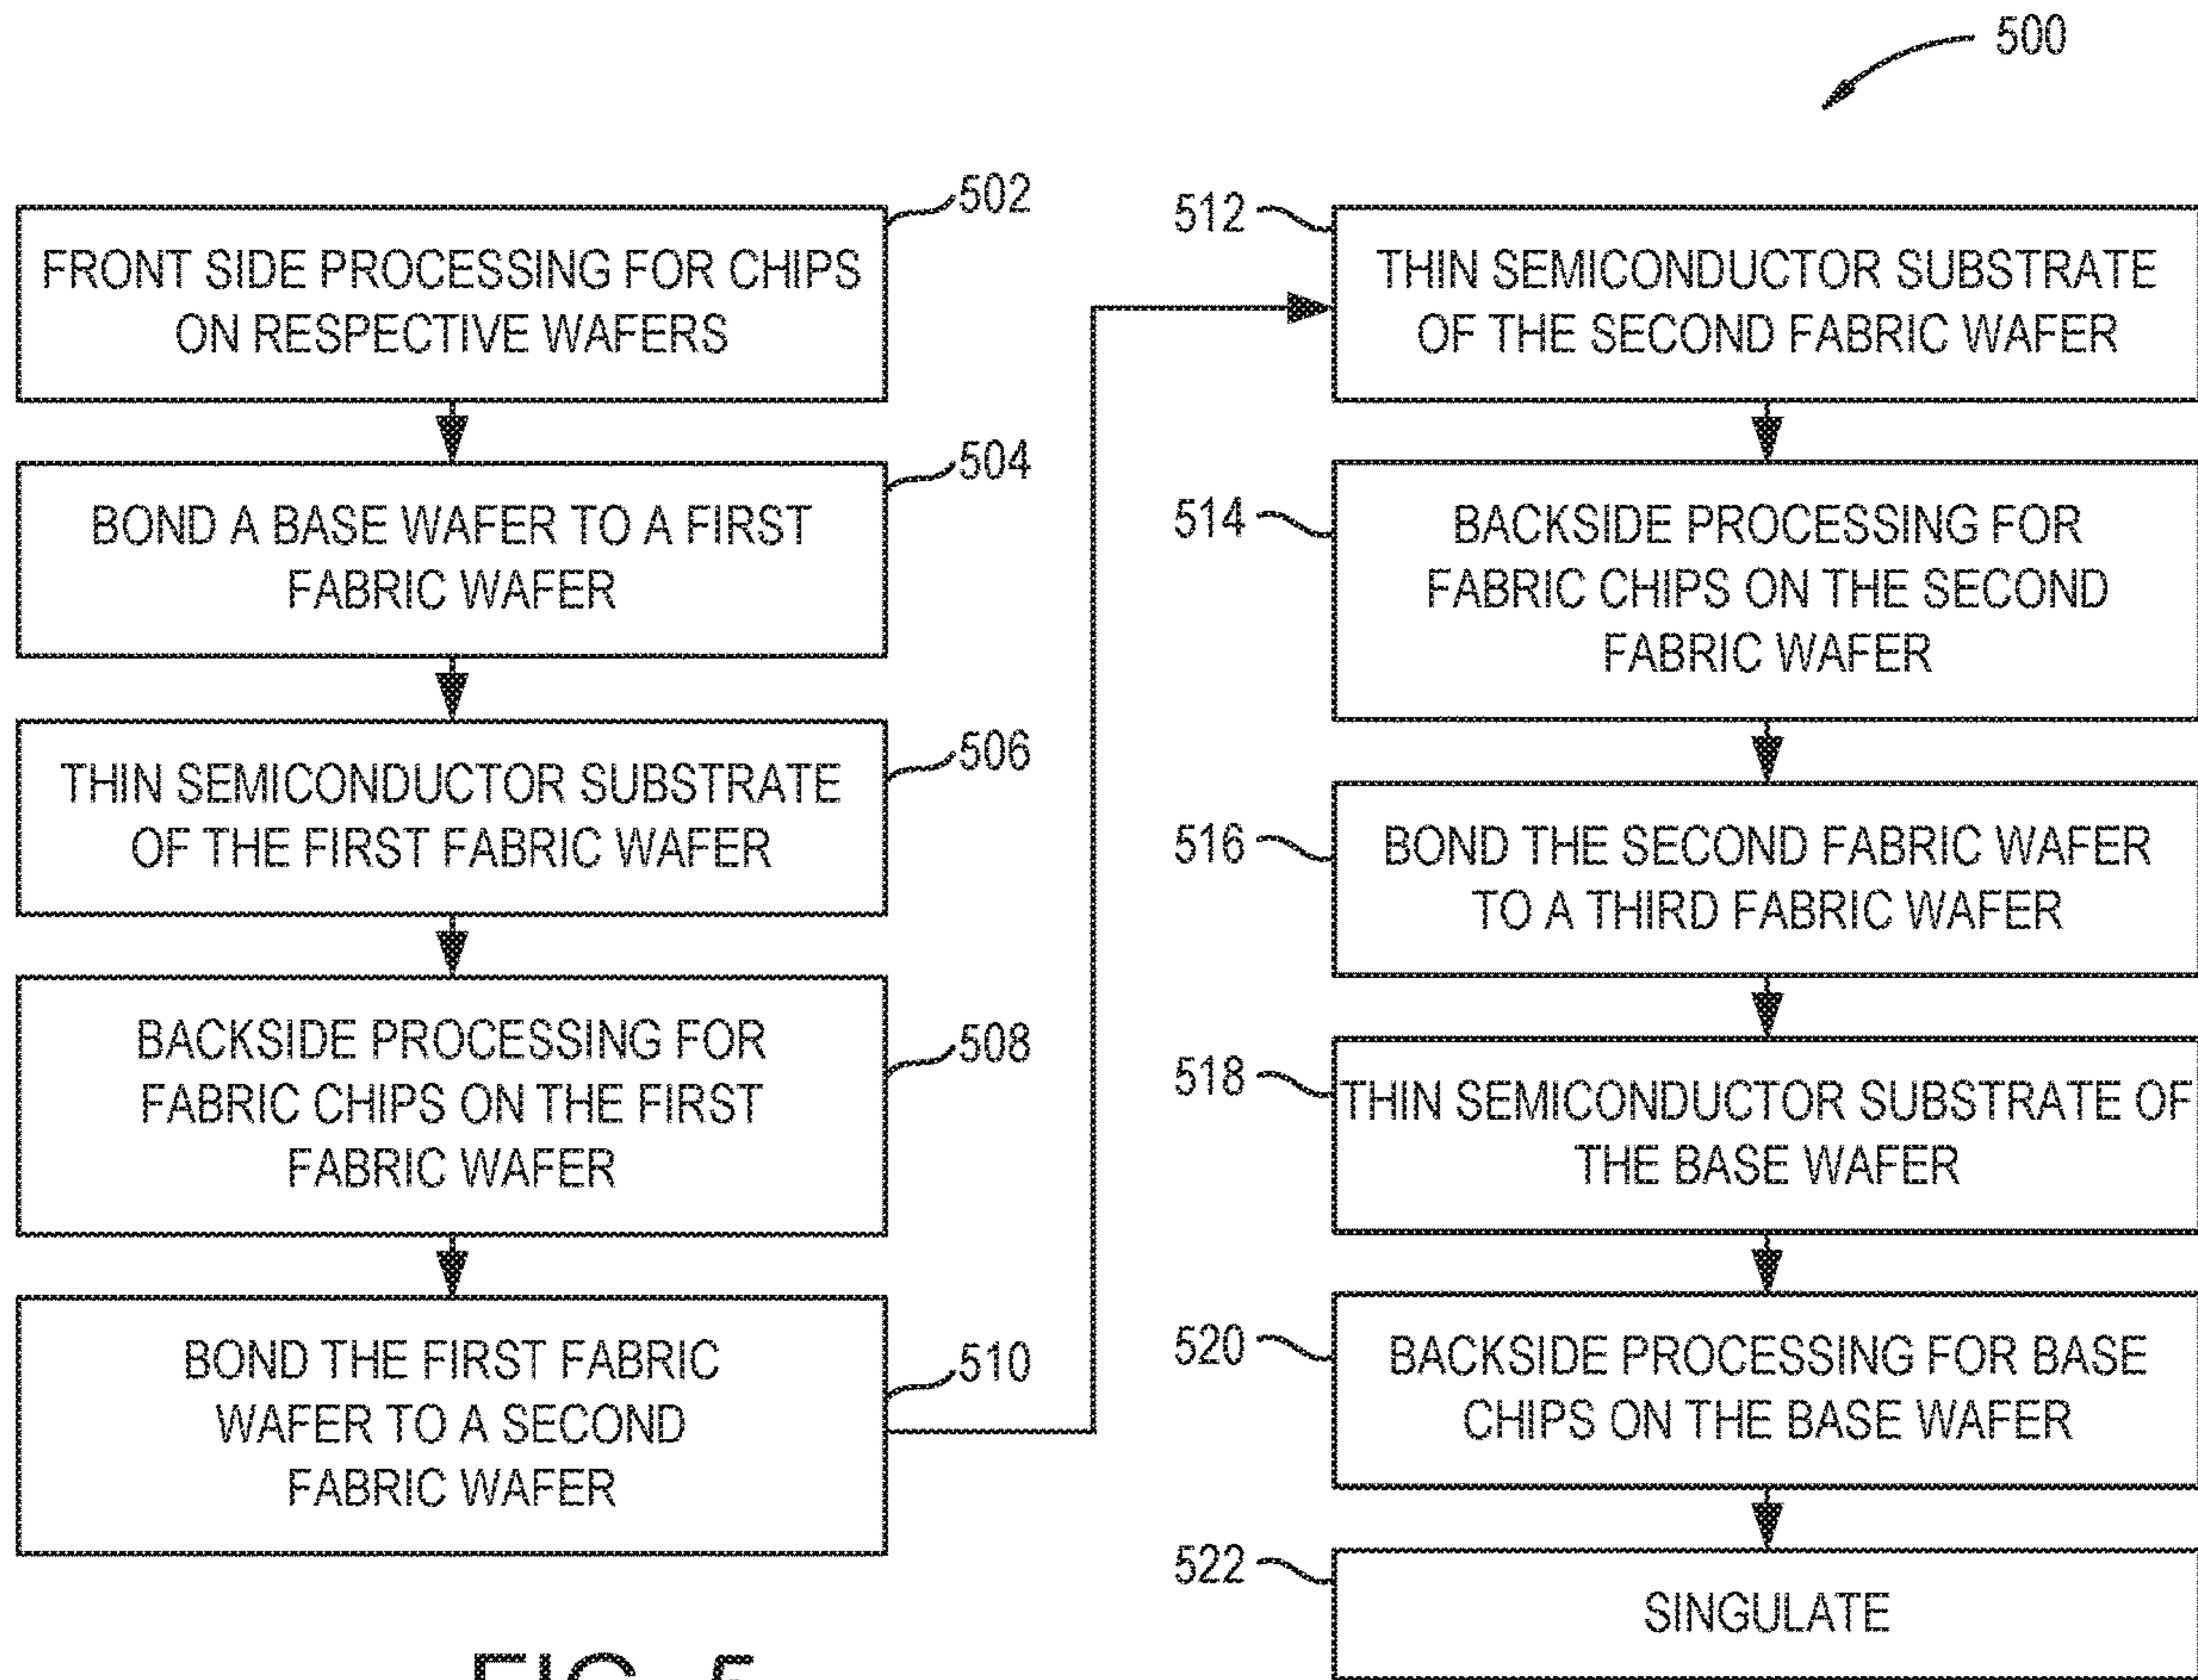 500
502
FRONT SIDE PROCESSING FOR CHIPS
ON RESPECTIVE WAFERS
504
BOND A BASE WAFER TO A FIRST
FABRIC WAFER
506
THIN SEMICONDUCTOR SUBSTRATE
OF THE FIRST FABRIC WAFER
508
BACKSIDE PROCESSING FOR
FABRIC CHIPS ON THE FIRST
FABRIC WAFER
510
BOND THE FIRST FABRIC
WAFER TO A SECOND
FABRIC WAFER
512
THIN SEMICONDUCTOR SUBSTRATE
OF THE SECOND FABRIC WAFER
514
BACKSIDE PROCESSING FOR
FABRIC CHIPS ON THE SECOND
FABRIC WAFER
516
BOND THE SECOND FABRIC WAFER
TO A THIRD FABRIC WAFER
518
THIN SEMICONDUCTOR SUBSTRATE OF
THE BASE WAFER
520
BACKSIDE PROCESSING FOR BASE
CHIPS ON THE BASE WAFER
522
SINGULATE
FIG. 5